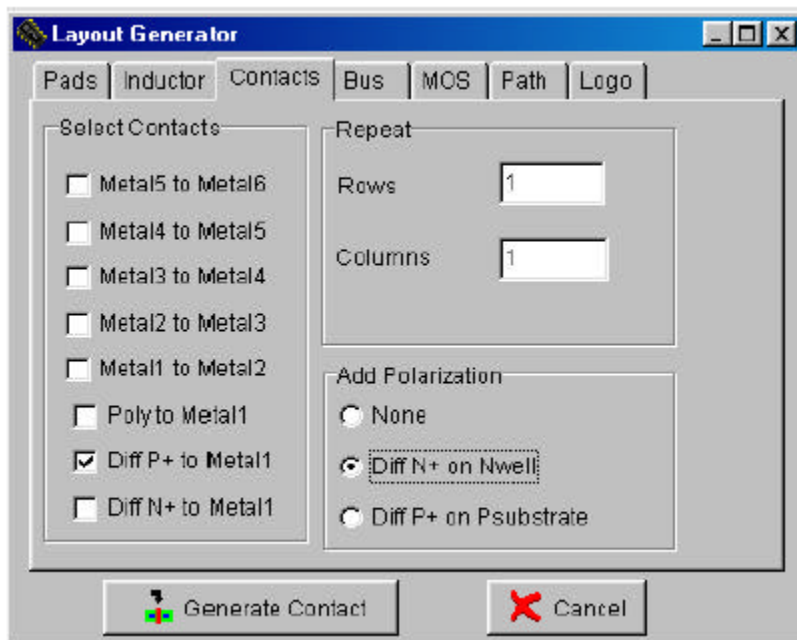 Layout Generator
Pads Inductor Contacts Bus MOS Path Logo
Select Contacts
Metal5 to Metal6
Metal4 to Metal5
Metal3 to Metal4
Metal2 to Metal3
Metal1 to Metal2
Poly to Metal1
Diff P+ to Metal1
Diff N+ to Metal1
Repeat
Rows 1
Columns 1
Add Polarization
None
Diff N+ on Nwell
Diff P+ on Psubstrate
Generate Contact Cancel